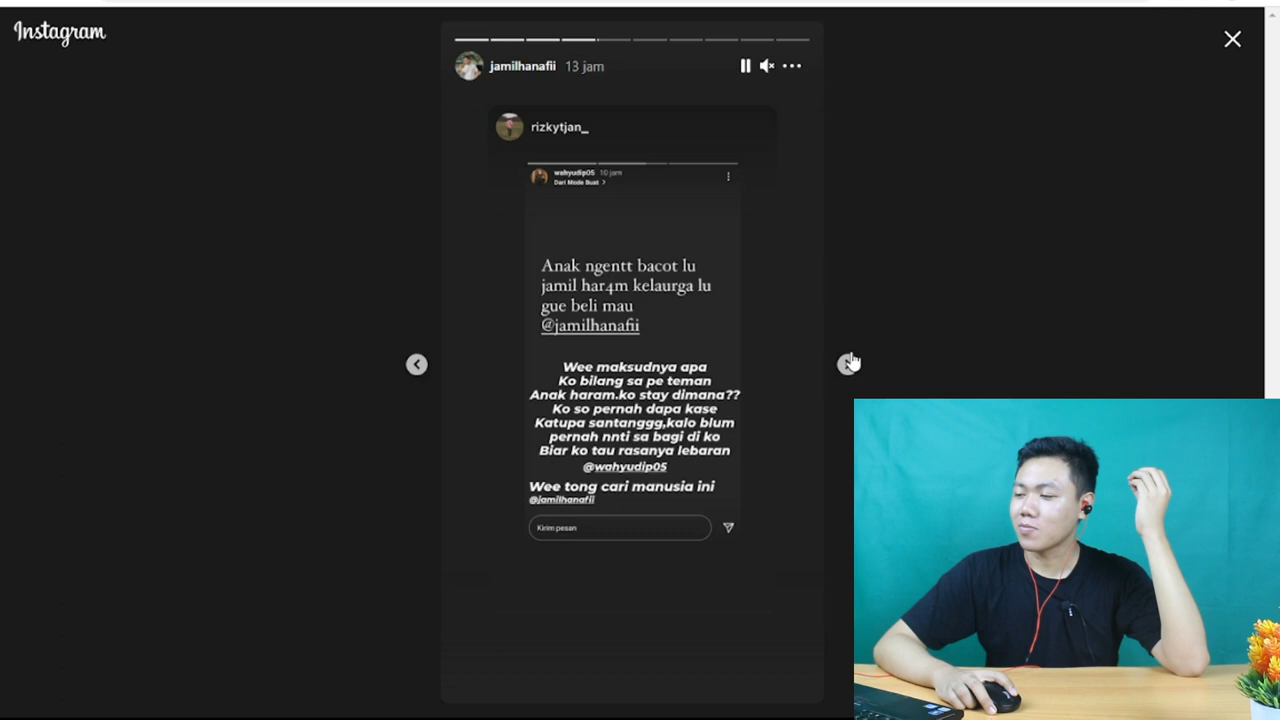 Instagram
jamilhanafii 13 jam
rizkytjan_
wahyudip05 10 jam
Dari Mode Buat >
Anak ngentt bacot lu
jamil har4m kelaurga lu
gue beli mau
@jamilhanafii
Wee maksudnya apa
Ko bilang sa pe teman
Anak haram.ko stay dimana??
Ko so pernah dapa kase
Katupa santanggg,kalo blum
pernah nnti sa bagi di ko
Biar ko tau rasanya lebaran
@wahyudip05
Wee tong cari manusia ini
@jamilhanafii
Kirim pesan